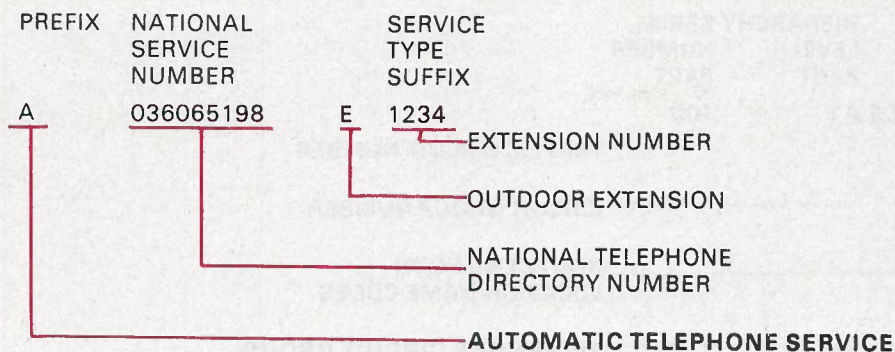 PREFIX NATIONAL SERVICE NUMBER SERVICE TYPE SUFFIX
A 036065198 E 1234
EXTENSION NUMBER
OUTDOOR EXTENSION
NATIONAL TELEPHONE
DIRECTORY NUMBER
AUTOMATIC TELEPHONE SERVICE